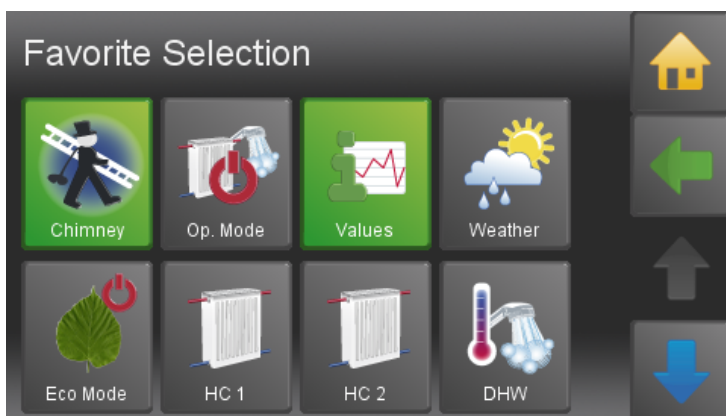 Favorite Selection
Chimney
Op. Mode
Values
Weather
Eco Mode
HC 1
HC 2
DHW